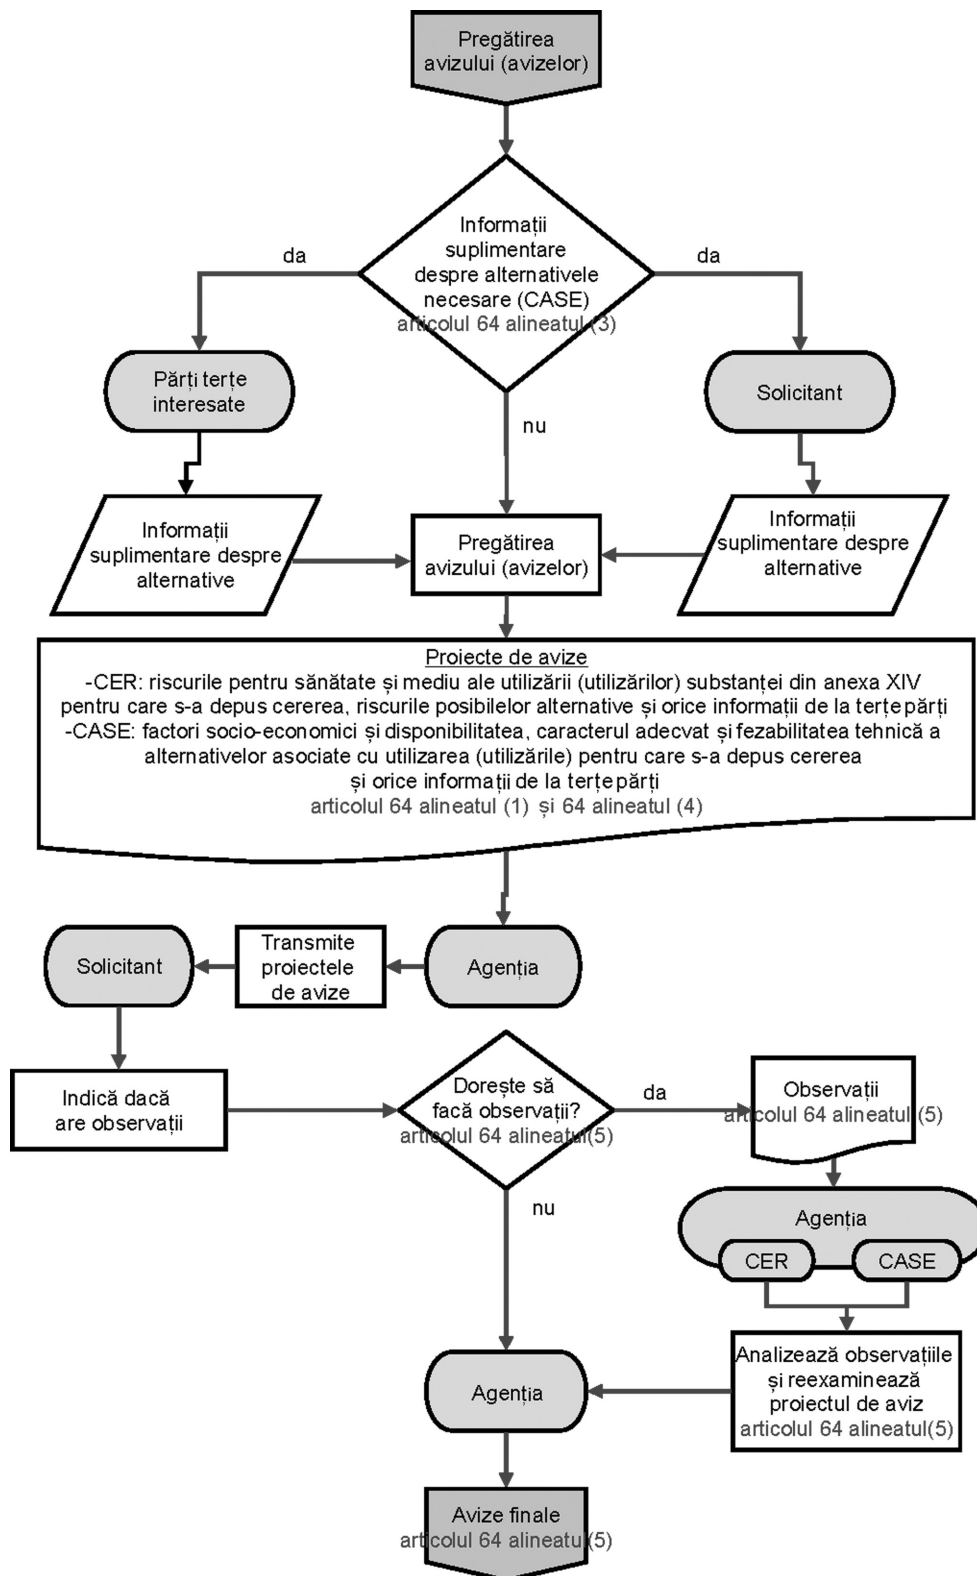 Pregătirea
avizului (avizelor)
Informații
suplimentare
despre alternativele
necesare (CASE)
articolul 64 alineatul (3)
da
da
Părți terțe
interesate
Solicitant
nu
Informații
suplimentare despre
alternative
Pregătirea
avizului (avizelor)
Informații
suplimentare despre
alternative
Proiecte de avize
-CER: riscurile pentru sănătate și mediu ale utilizării (utilizărilor) substanței din anexa XIV
pentru care s-a depus cererea, riscurile posibilelor alternative și orice informații de la terțe părți
-CASE: factori socio-economici și disponibilitatea, caracterul adecvat și fezabilitatea tehnică a
alternativelor asociate cu utilizarea (utilizările) pentru care s-a depus cererea
și orice informații de la terțe părți
articolul 64 alineatul (1) și 64 alineatul (4)
Solicitant
Transmite
proiectele
de avize
Agenția
Indică dacă
are observații
Dorește să
facă observații?
articolul 64 alineatul(5)
da
Observații
articolul 64 alineatul (5)
nu
Agenția
CER
CASE
Analizează observațiile
și reexaminează
proiectul de aviz
articolul 64 alineatul(5)
Agenția
Avize finale
articolul 64 alineatul(5)